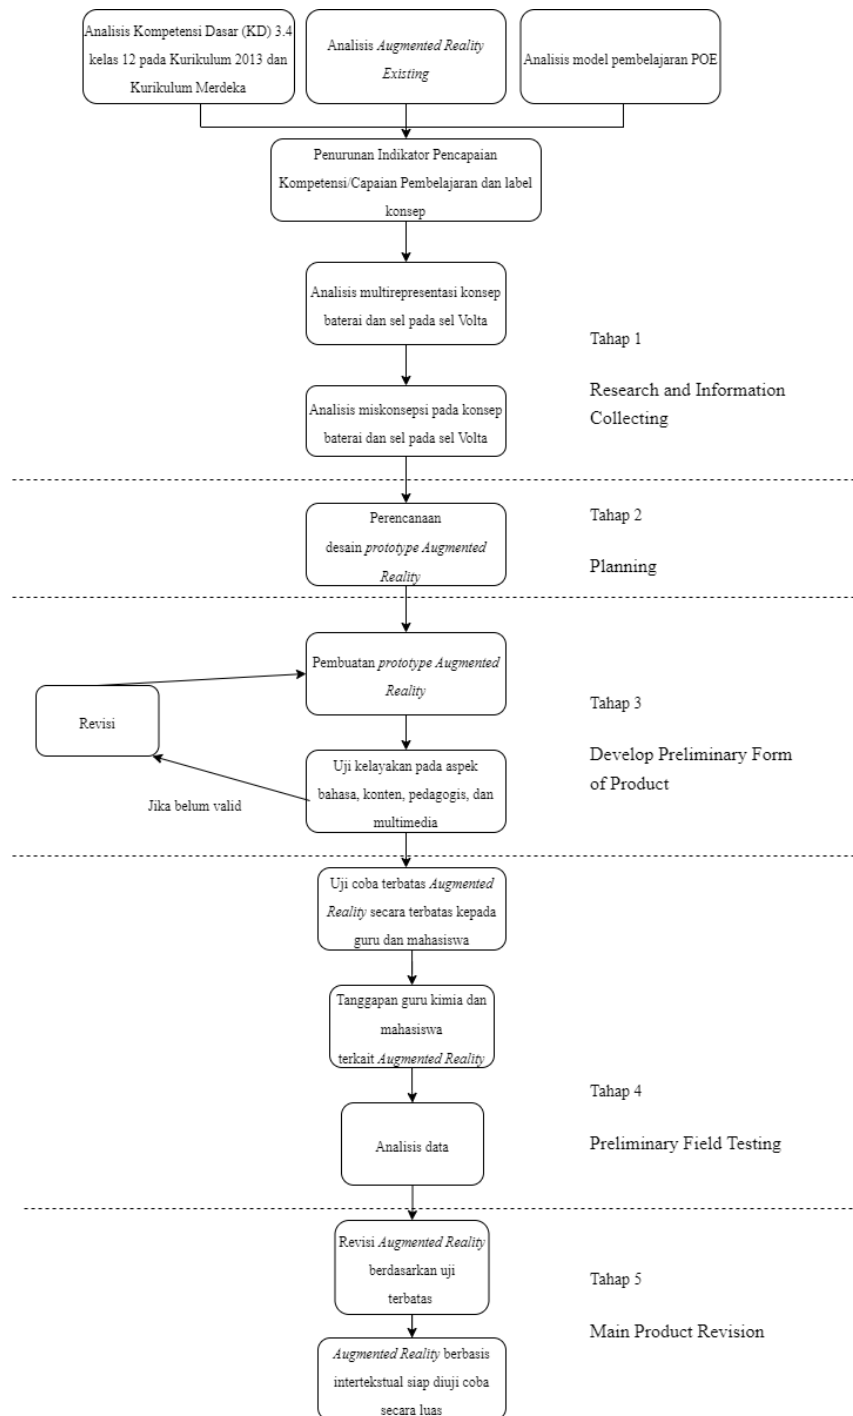 Analisis Kompetensi Dasar (KD) 3.4
kelas 12 pada Kurikulum 2013 dan
Kurikulum Merdeka
Analisis Augmented Reality
Existing
Analisis model pembelajaran POE
Penurunan Indikator Pencapaian
Kompetensi/Capaian Pembelajaran dan label
konsep
Analisis multirepresentasi konsep
baterai dan sel pada sel Volta
Analisis miskonsepsi pada konsep
baterai dan sel pada sel Volta
Tahap 1
Research and Information
Collecting
Perencanaan
desain prototype Augmented
Reality
Tahap 2
Planning
Pembuatan prototype Augmented
Reality
Revisi
Jika belum valid
Uji kelayakan pada aspek
bahasa, konten, pedagogis, dan
multimedia
Tahap 3
Develop Preliminary Form
of Product
Uji coba terbatas Augmented
Reality secara terbatas kepada
guru dan mahasiswa
Tanggapan guru kimia dan
mahasiswa
terkait Augmented Reality
Analisis data
Tahap 4
Preliminary Field Testing
Revisi Augmented Reality
berdasarkan uji
terbatas
Augmented Reality berbasis
intertekstual siap diuji coba
secara luas
Tahap 5
Main Product Revision